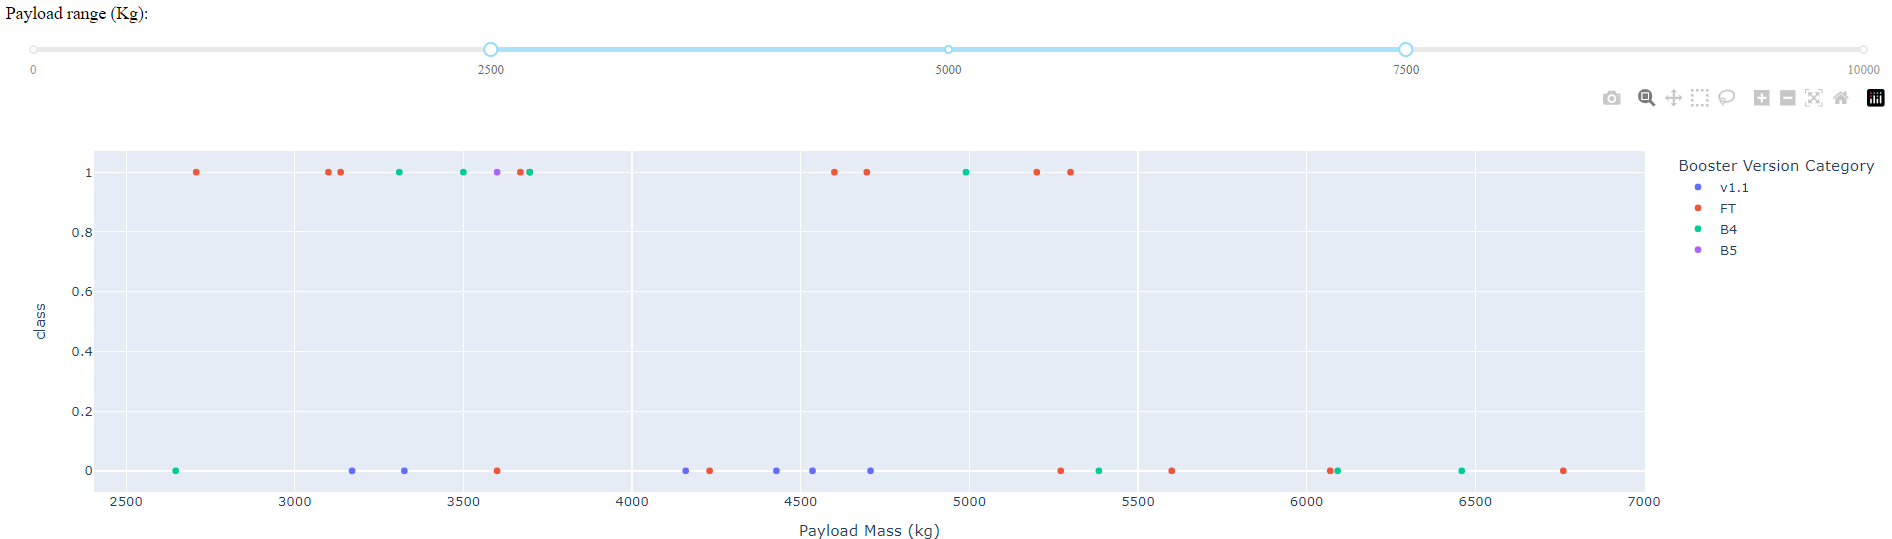 Payload range (Kg):
0 2500 5000 7500 10000
Booster Version Category
v1.1
FT
B4
B5
1
0.8
0.6
0.4
0.2
0
class
2500 3000 3500 4000 4500 5000 5500 6000 6500 7000
Payload Mass (kg)